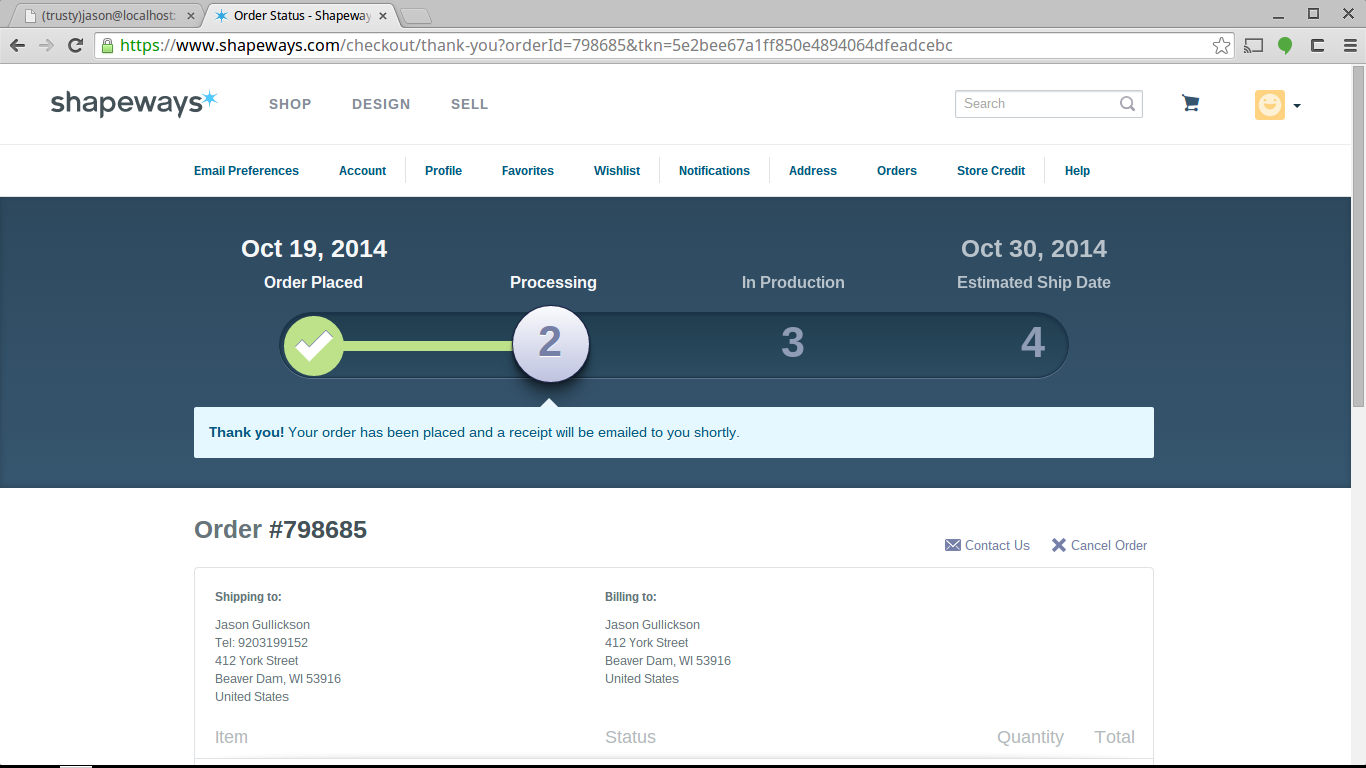 (trusty)jason@localhost:
Order Status - Shapeway
https://www.shapeways.com/checkout/thank-you?orderId=798685&tkn=5e2bee67a1ff850e4894064dfeadcebc
shapeways
SHOP DESIGN SELL
Search
Email Preferences Account Profile Favorites Wishlist Notifications Address Orders Store Credit Help
Oct 19, 2014 Oct 30, 2014
Order Placed Processing In Production Estimated Ship Date
2 3 4
Thank you! Your order has been placed and a receipt will be emailed to you shortly.
Order #798685
Contact Us Cancel Order
Shipping to:
Jason Gullickson
Tel: 9203199152
412 York Street
Beaver Dam, WI 53916
United States
Billing to:
Jason Gullickson
412 York Street
Beaver Dam, WI 53916
United States
Item Status Quantity Total